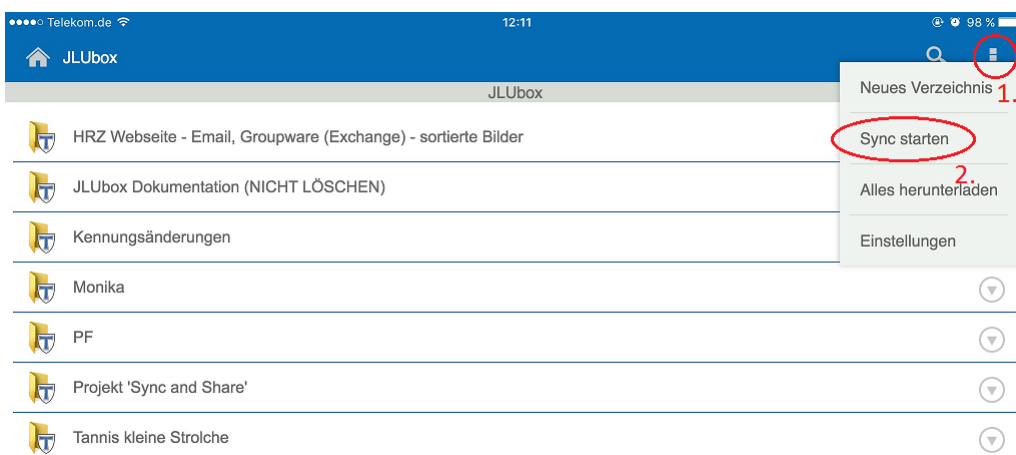 Telekom.de 12:11 98 %
JLUbox
JLUbox
Neues Verzeichnis 1.
HRZ Webseite - Email, Groupware (Exchange) - sortierte Bilder
Sync starten
2.
JLUbox Dokumentation (NICHT LÖSCHEN)
Alles herunterladen
Kennungsänderungen
Einstellungen
Monika
PF
Projekt 'Sync and Share'
Tannis kleine Strolche